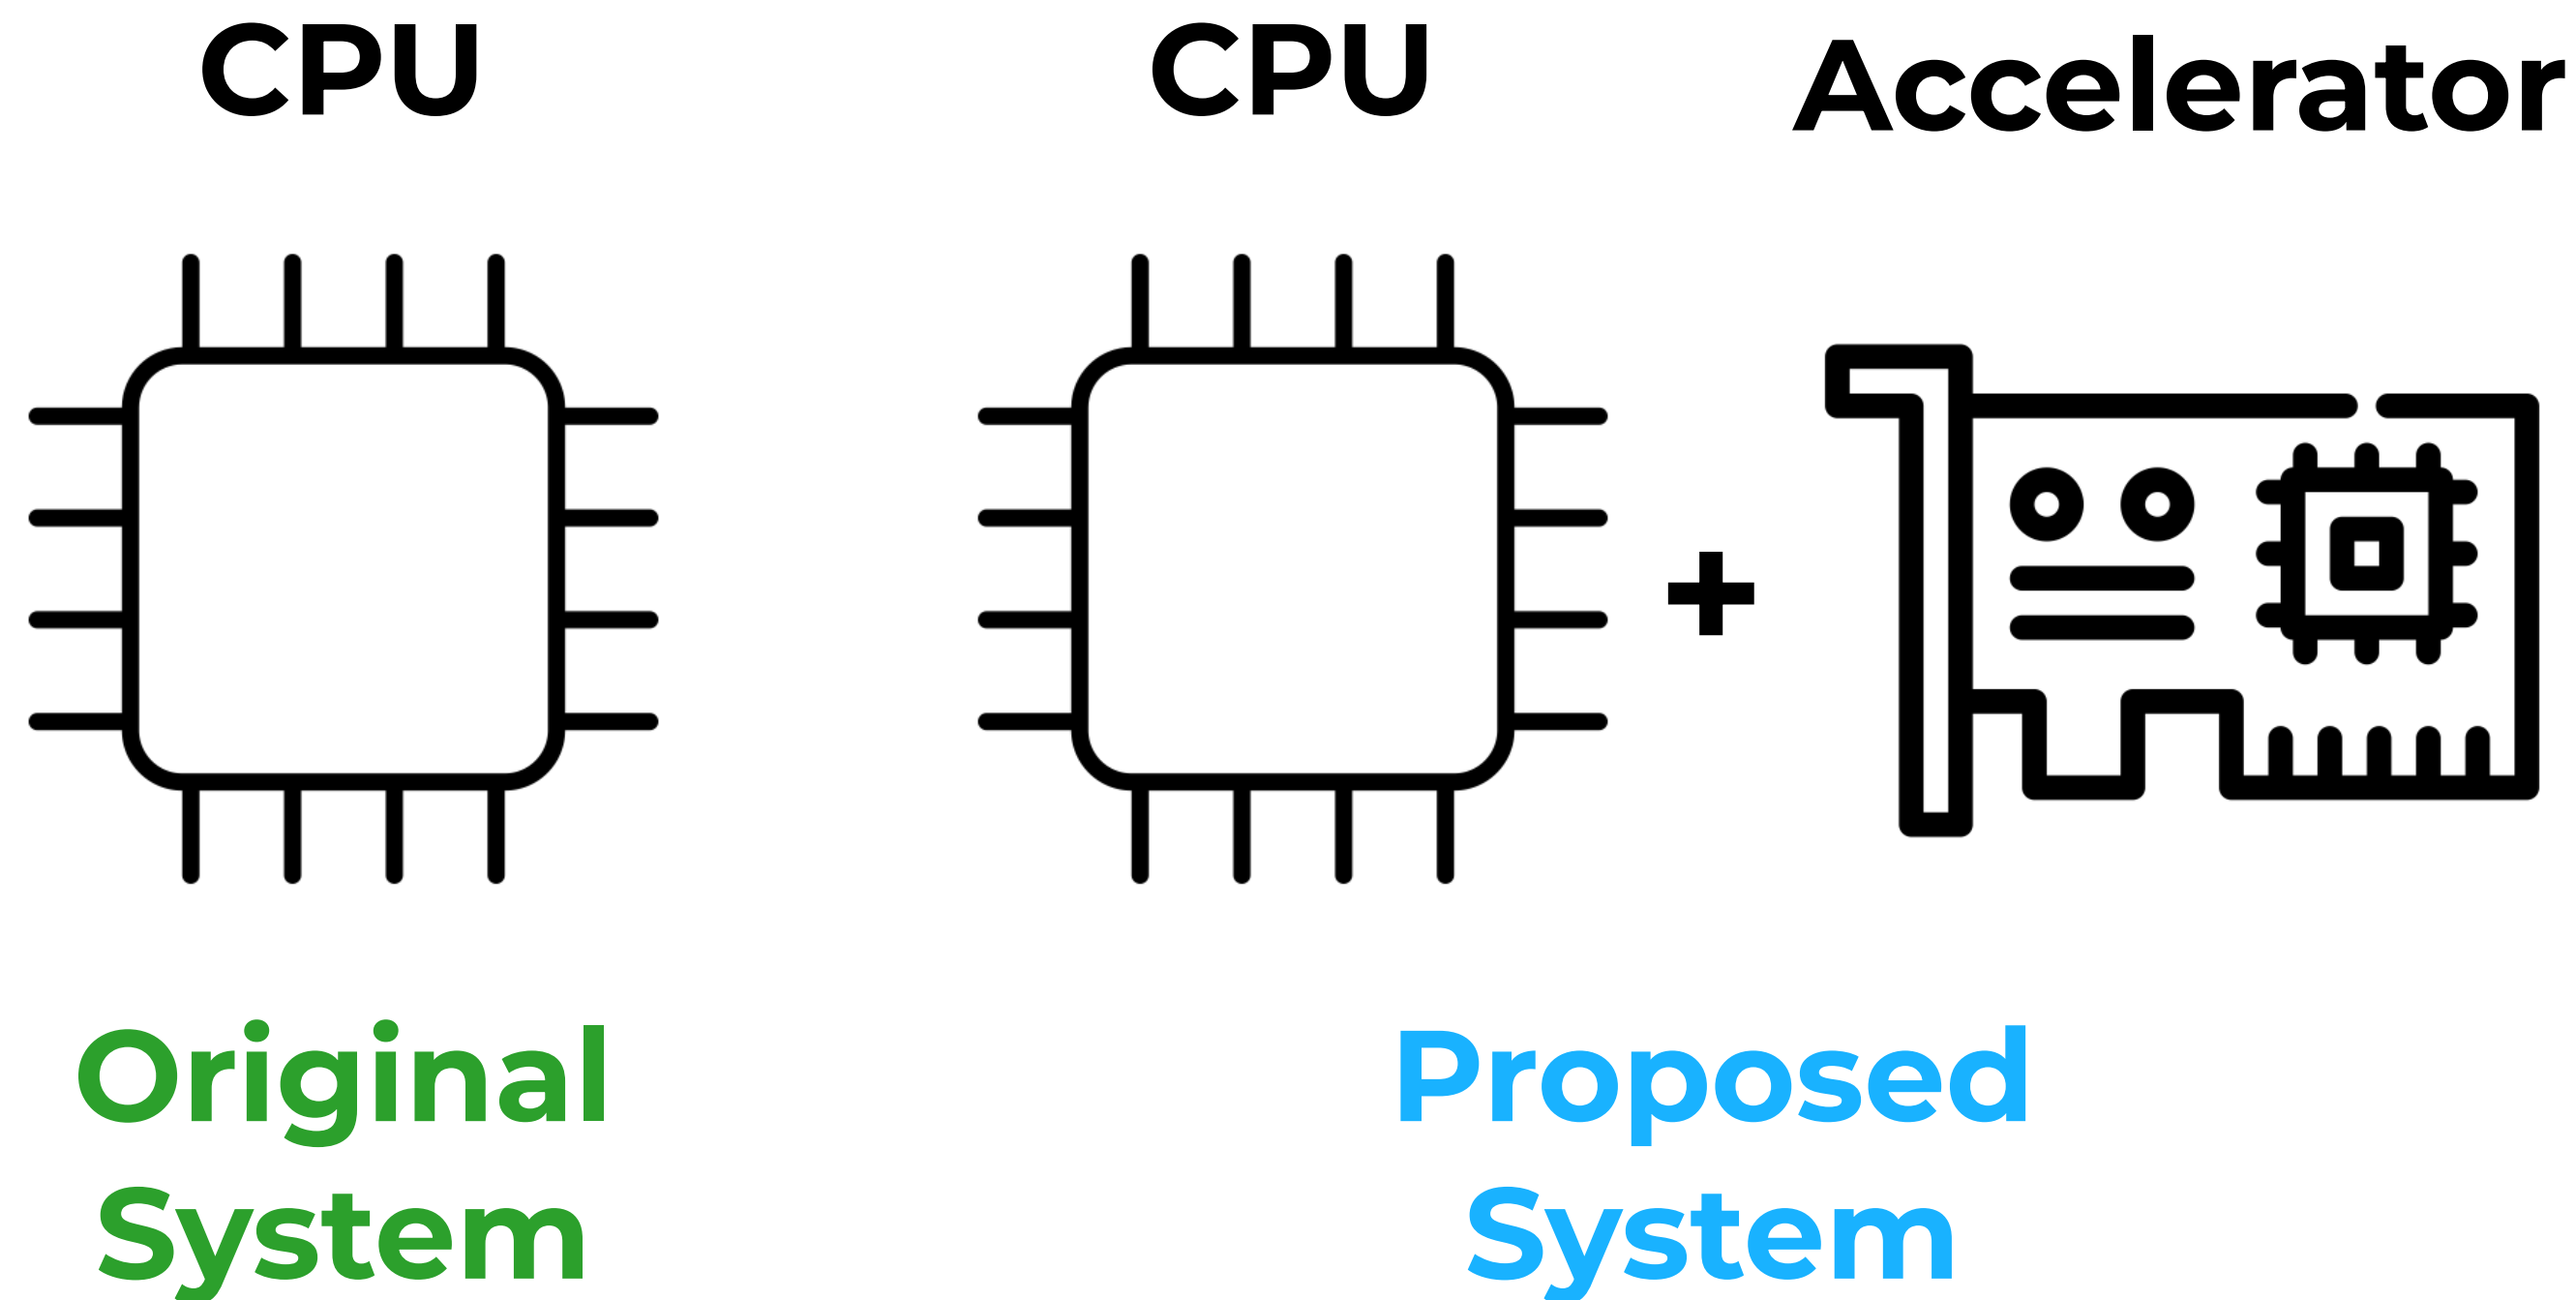 CPU
CPU
Accelerator
+
Original
System
Proposed
System